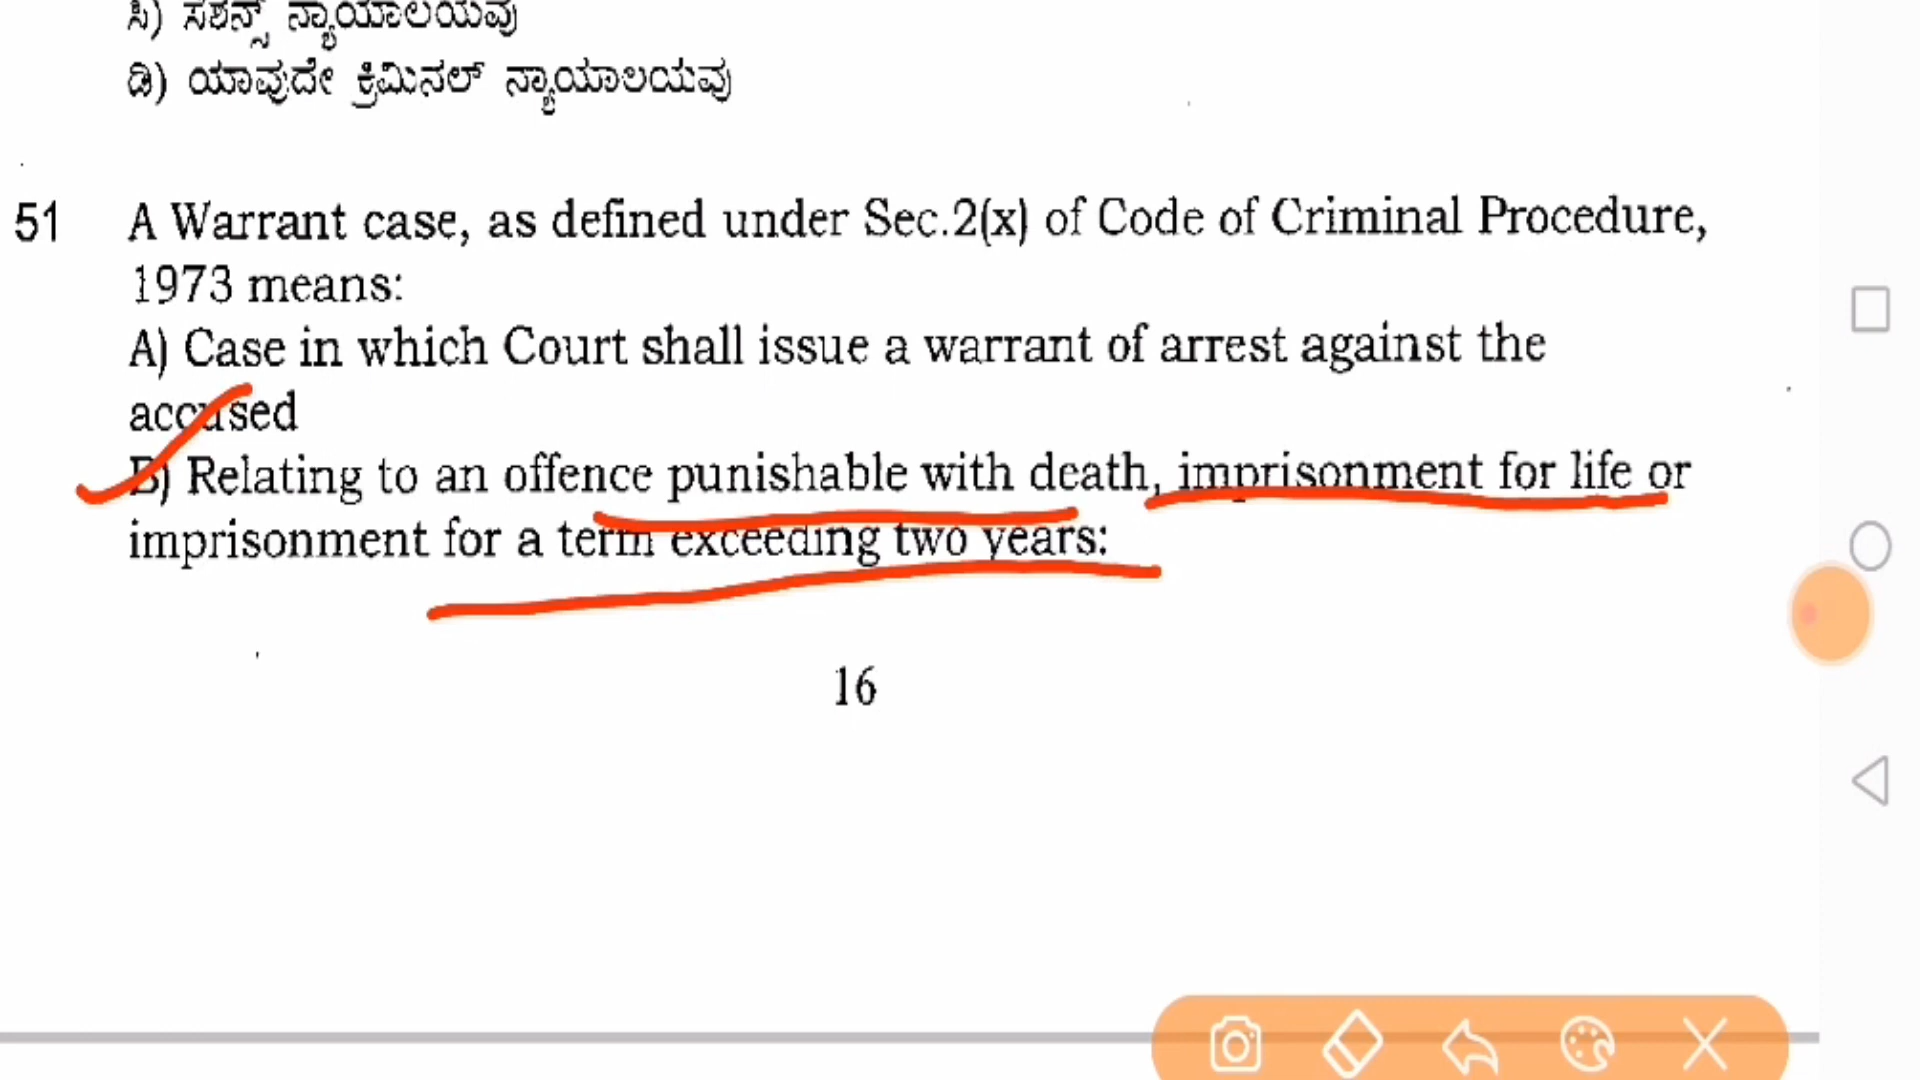 ಸಿ) ಸೆಶನ್ಸ್ ನ್ಯಾಯಾಲಯವು
ಡಿ) ಯಾವುದೇ ಕ್ರಿಮಿನಲ್ ನ್ಯಾಯಾಲಯವು
51 A Warrant case, as defined under Sec.2(x) of Code of Criminal Procedure,
1973 means:
A) Case in which Court shall issue a warrant of arrest against the
accused
B) Relating to an offence punishable with death, imprisonment for life or
imprisonment for a term exceeding two years:
16